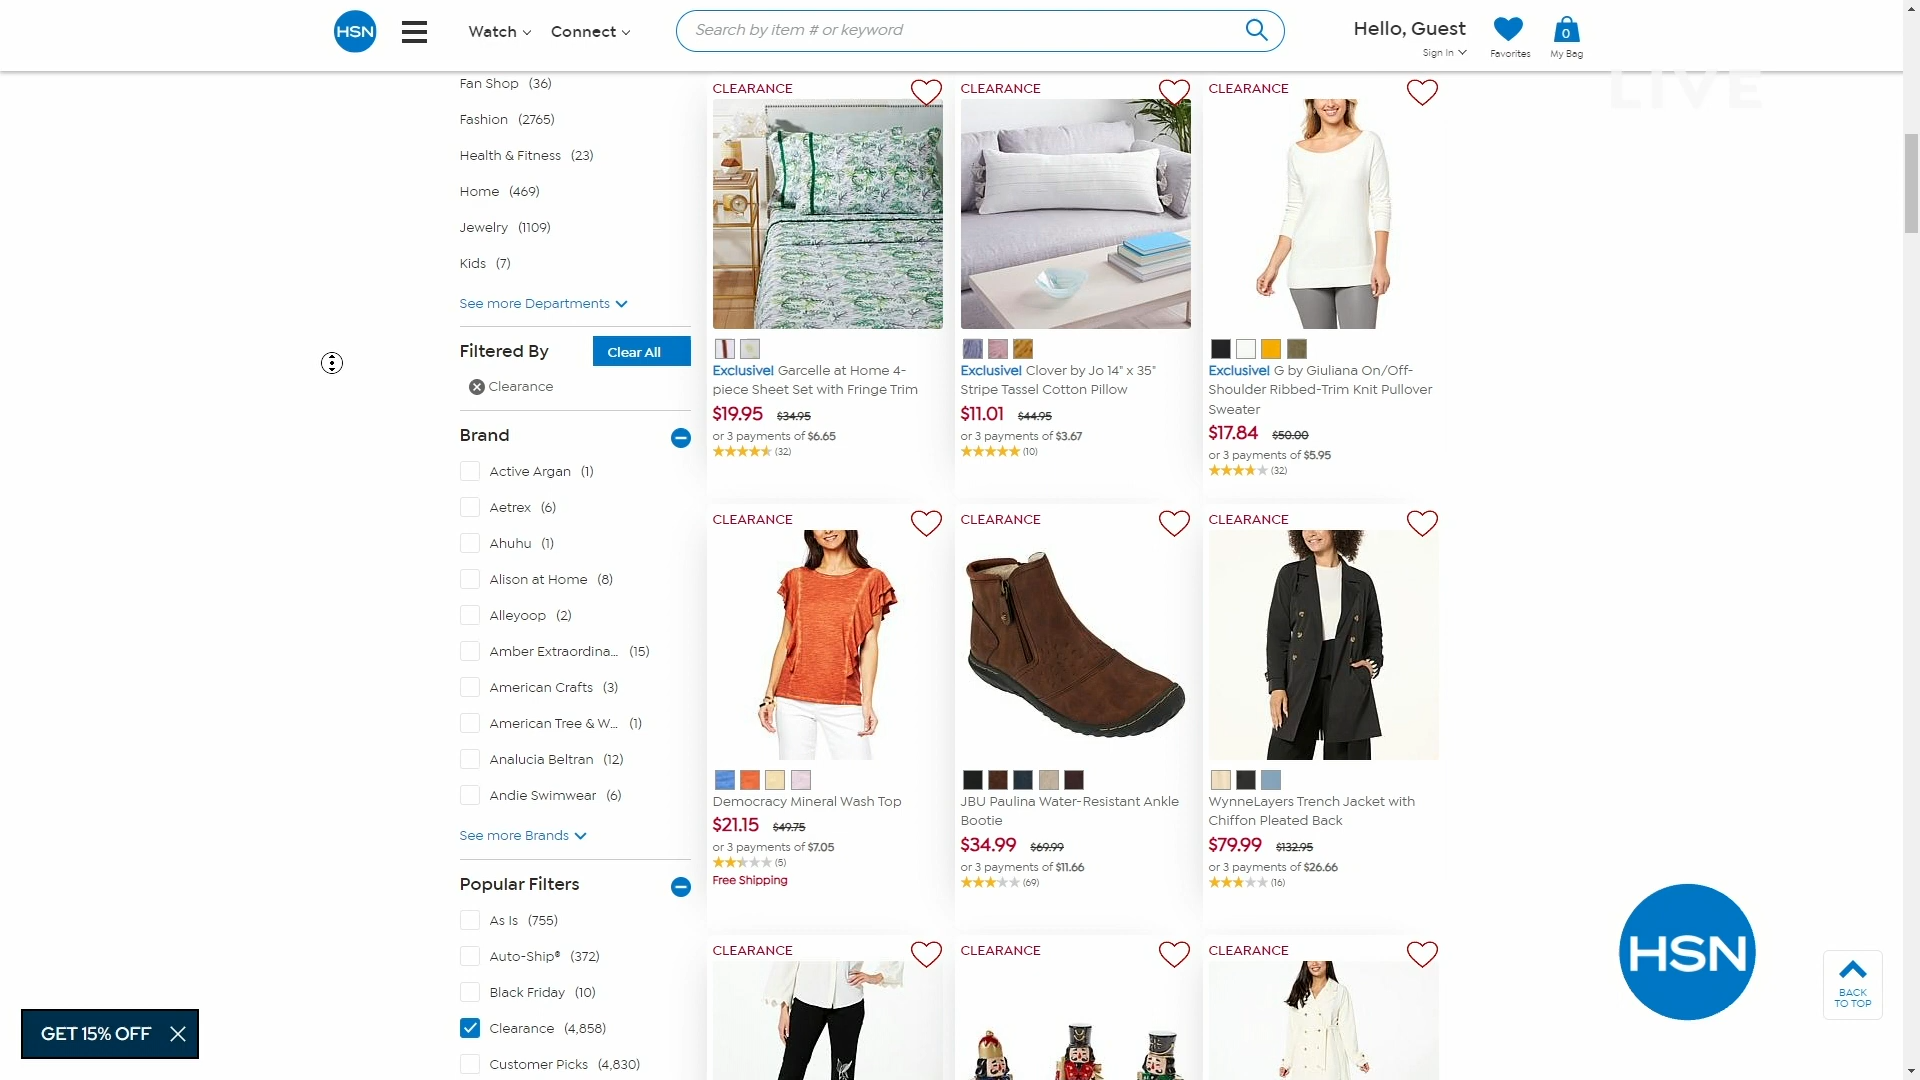 HSN
Watch
Connect
Search by item # or keyword
Hello, Guest
Sign In
Favorites
0
My Bag
LIVE
Fan Shop (36)
Fashion (2765)
Health & Fitness (23)
Home (469)
Jewelry (1109)
Kids (7)
See more Departments
Filtered By
Clear All
Clearance
Brand
Active Argan (1)
Aetrex (6)
Ahuhu (1)
Alison at Home (8)
Alleyoop (2)
Amber Extraordina... (15)
American Crafts (3)
American Tree & W... (1)
Analucia Beltran (12)
Andie Swimwear (6)
See more Brands
Popular Filters
As Is (755)
Auto-Ship® (372)
Black Friday (10)
Clearance (4,858)
Customer Picks (4,830)
CLEARANCE
Exclusive! Garcelle at Home 4-
piece Sheet Set with Fringe Trim
$19.95 $34.95
or 3 payments of $6.65
(32)
CLEARANCE
Exclusive! Clover by Jo 14" x 35"
Stripe Tassel Cotton Pillow
$11.01 $44.95
or 3 payments of $3.67
(10)
CLEARANCE
Exclusive! G by Giuliana On/Off-
Shoulder Ribbed-Trim Knit Pullover
Sweater
$17.84 $50.00
or 3 payments of $5.95
(32)
CLEARANCE
Democracy Mineral Wash Top
$21.15 $49.75
or 3 payments of $7.05
(5)
Free Shipping
CLEARANCE
JBU Paulina Water-Resistant Ankle
Bootie
$34.99 $69.99
or 3 payments of $11.66
(69)
CLEARANCE
WynneLayers Trench Jacket with
Chiffon Pleated Back
$79.99 $132.95
or 3 payments of $26.66
(16)
CLEARANCE
CLEARANCE
CLEARANCE
GET 15% OFF
HSN
BACK
TO TOP